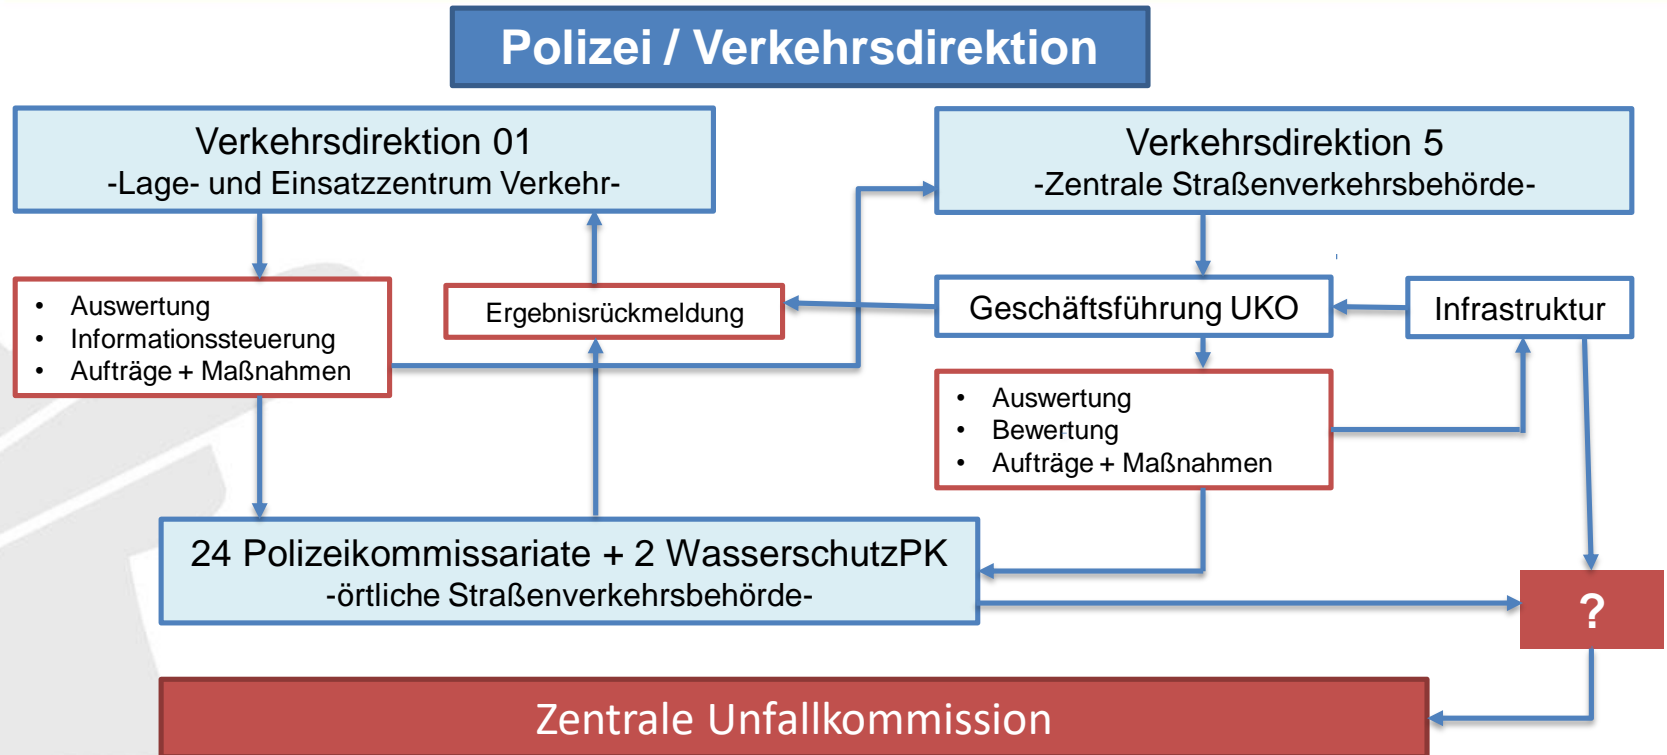 Polizei / Verkehrsdirektion
Verkehrsdirektion 01
-Lage- und Einsatzzentrum Verkehr-
Verkehrsdirektion 5
-Zentrale Straßenverkehrsbehörde-
• Auswertung
• Informationssteuerung
• Aufträge + Maßnahmen
Ergebnisrückmeldung
Geschäftsführung UKO
Infrastruktur
• Auswertung
• Bewertung
• Aufträge + Maßnahmen
24 Polizeikommissariate + 2 WasserschutzPK
-örtliche Straßenverkehrsbehörde-
?
Zentrale Unfallkommission